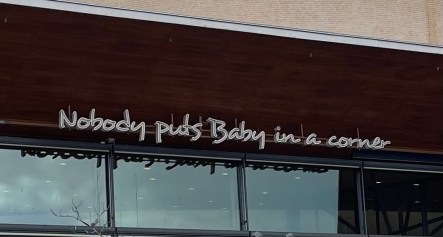 Nobody puts Baby in a corner